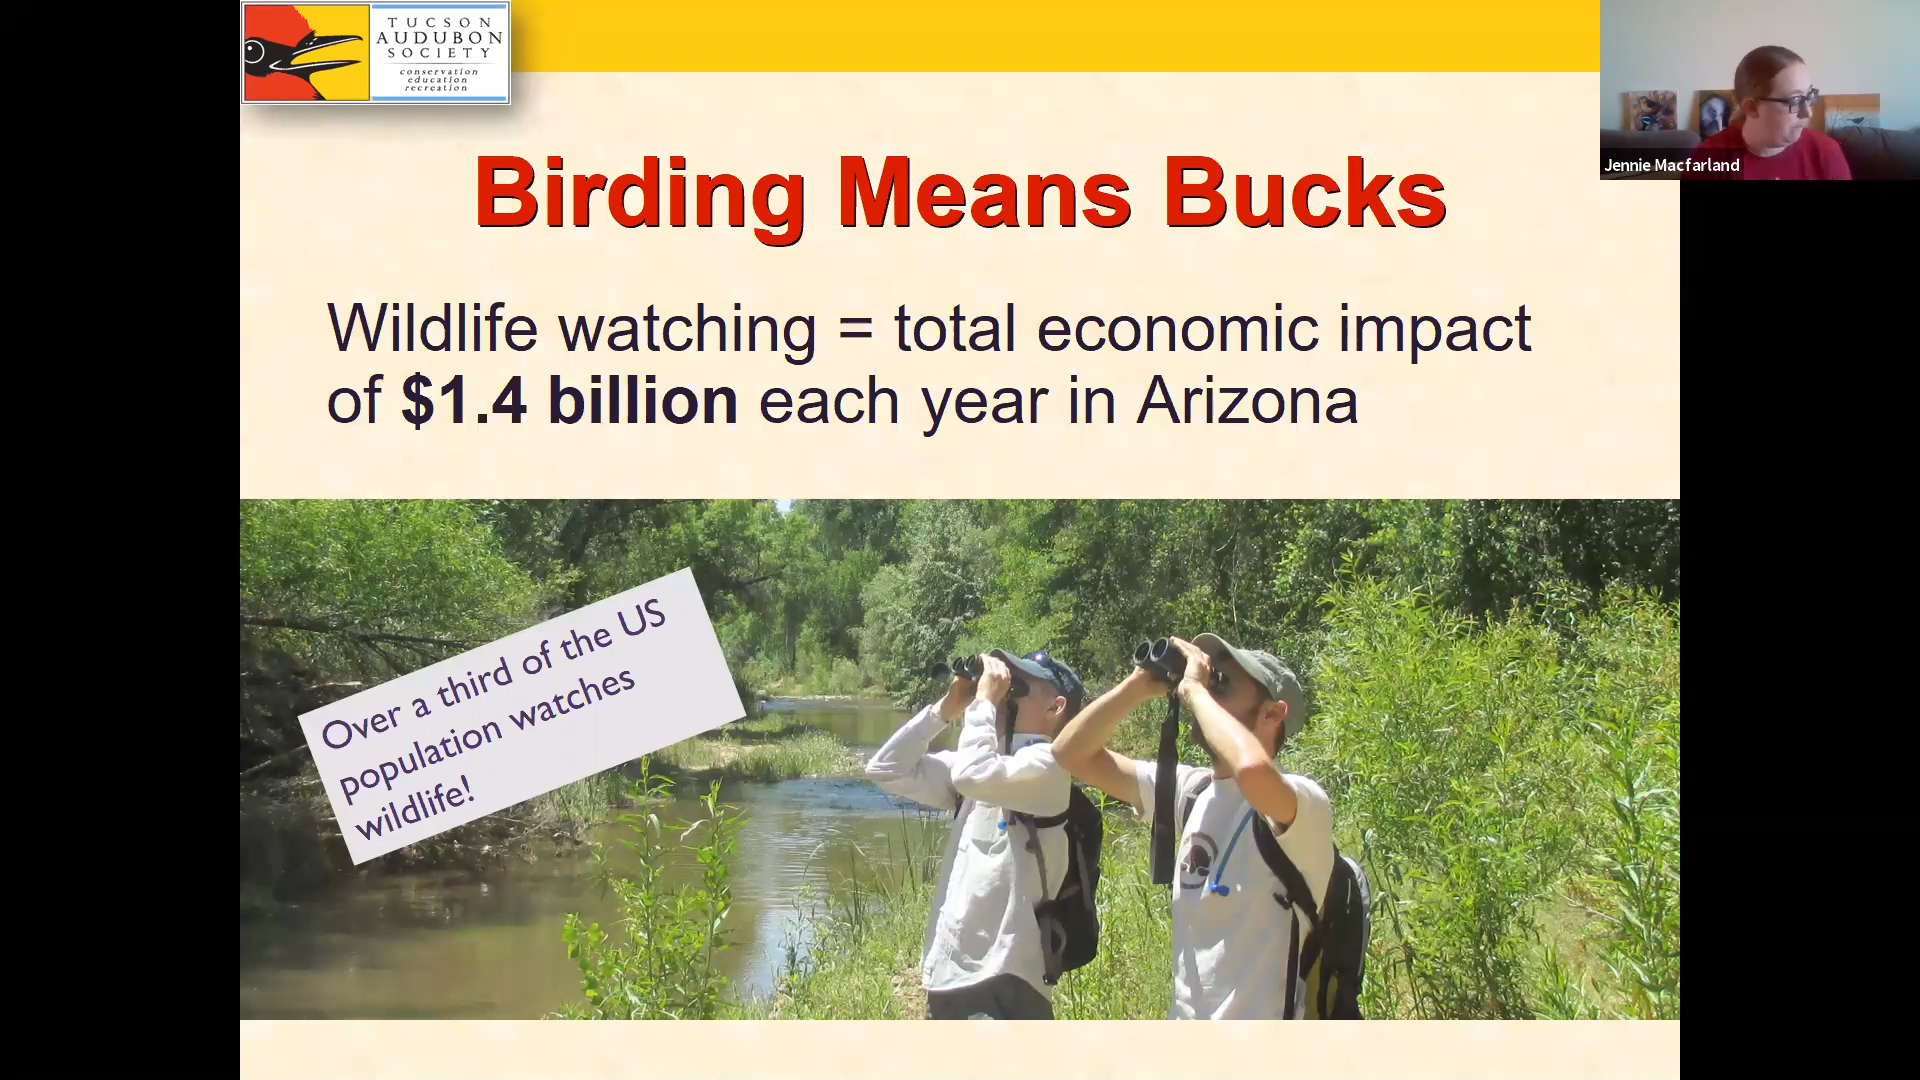 TUCSON
AUDUBON
SOCIETY
conservation
education
recreation
Jennie Macfarland
Birding Means Bucks
Wildlife watching = total economic impact
of $1.4 billion each year in Arizona
Over a third of the US
population watches
wildlife!